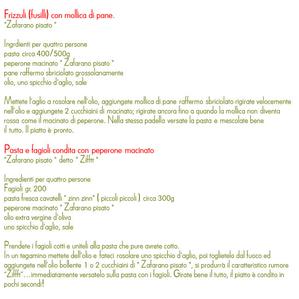 Frizzuli (fusilli) con mollica di pane.
"Zafarano pisato "
Ingrdienti per quattro persone
pasta circa 400/500g
peperone macinato " Zafarano pisato "
pane raffermo sbriciolato grossolanamente
olio, uno spicchio d'aglio, sale
Mettete l'aglio a rosolare nell'olio, aggiungete mollica di pane raffermo sbriciolato rigirate velocemente
nell'olio e aggiungete 2 cucchiaini di macinato; rigirate ancora fino a quando la mollica non diventa
rossa come il macinato di peperone. Nella stessa padella versate la pasta e mescolate bene
il tutto. Il piatto è pronto.
Pasta e fagioli condita con peperone macinato
"Zafarano pisato " detto " Ziffff "
Ingredienti per quattro persone
Fagioli gr. 200
pasta fresca cavatelli " zinn zinn" ( piccoli piccoli ) circa 300g
peperone macinato " Zafarano pisato "
olio extra vergine d'oliva
uno spicchio d'aglio, sale
Prendete i fagioli cotti e uniteli alla pasta che pure avrete cotto.
In un tegamino mettete dell'olio e fateci rosolare uno spicchio d'aglio, poi toglietelo dal fuoco ed
aggiungete nell'olio bollente 1 o 2 cucchiaini di " Zafarano pisato ", si produrrà il caratteristico rumore
"Ziffff"....immediatamente versatelo sulla pasta con i fagioli. Girate bene il tutto, il piatto è condito in
pochi secondi!